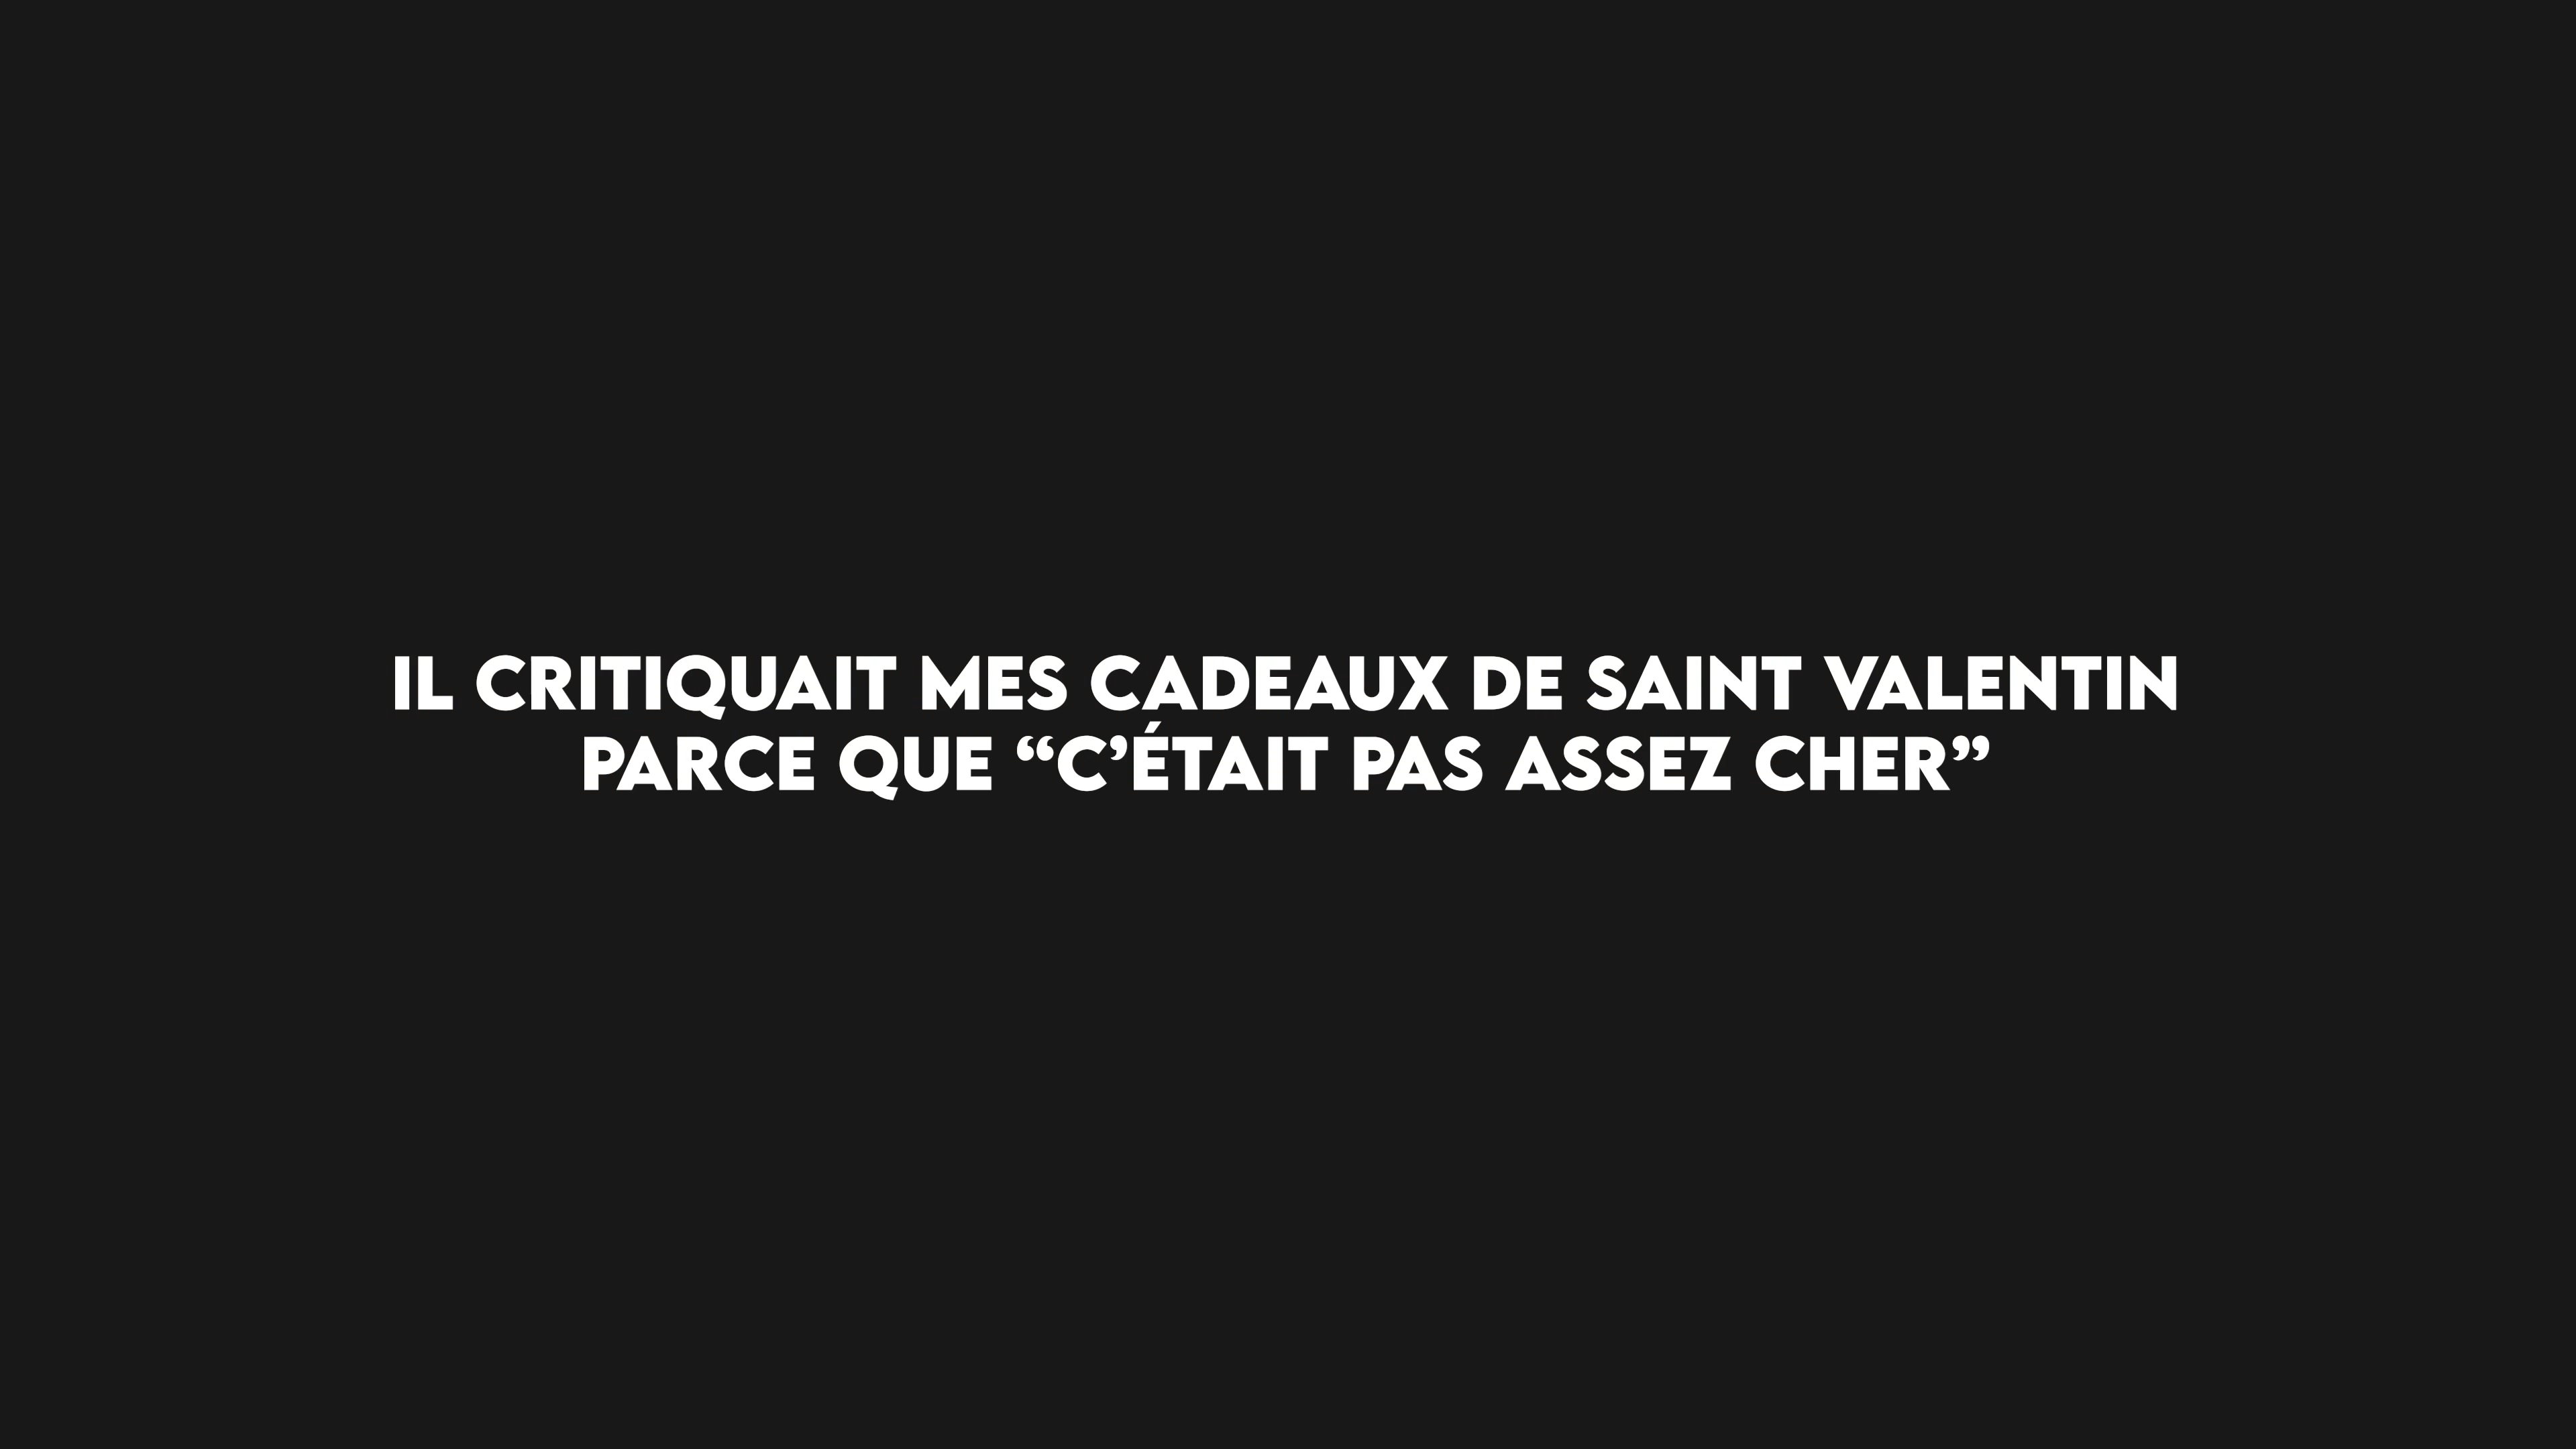 IL CRITIQUAIT MES CADEAUX DE SAINT VALENTIN
PARCE QUE “C’ÉTAIT PAS ASSEZ CHER”